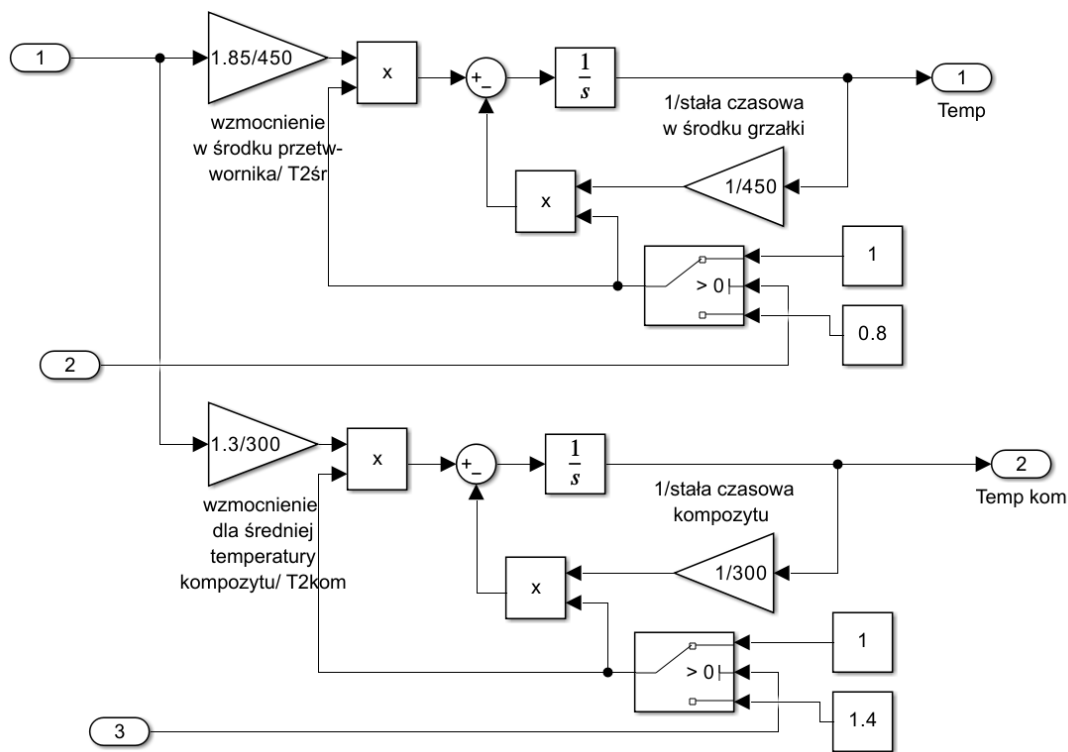 1
1.85/450
x
+
−
1
s
1
Temp
wzmocnienie
w środku przetw-
wornika/ T2śr
1/stała czasowa
w środku grzałki
x
1/450
1
> 0
0.8
2
1.3/300
x
+
−
1
s
2
Temp kom
wzmocnienie
dla średniej
temperatury
kompozytu/ T2kom
1/stała czasowa
kompozytu
x
1/300
1
> 0
1.4
3